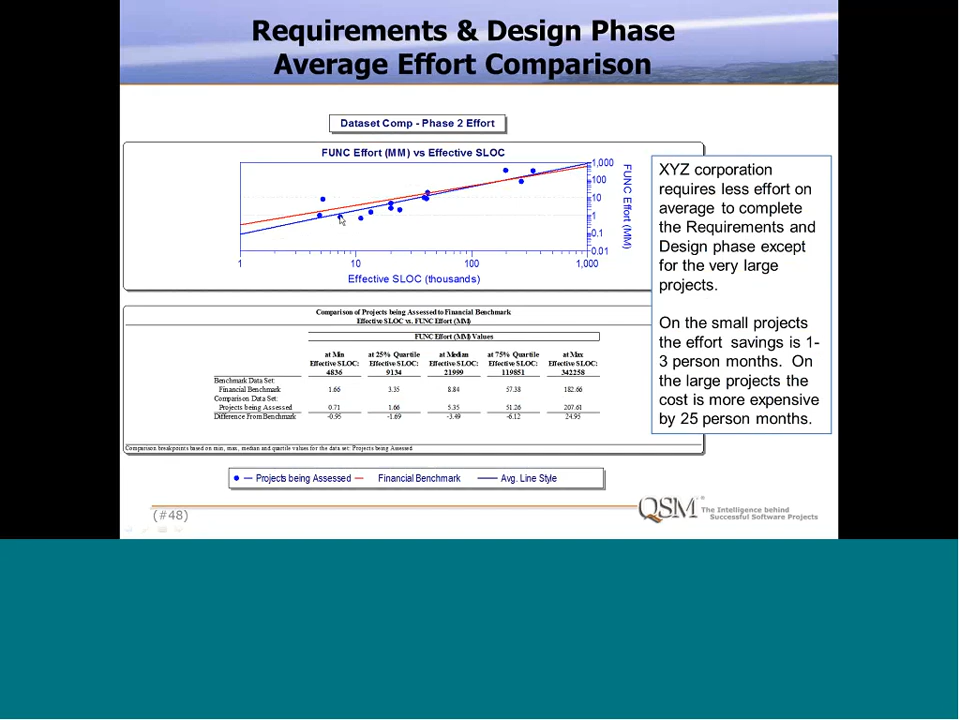 Requirements & Design Phase
Average Effort Comparison
Dataset Comp - Phase 2 Effort
FUNC Effort (MM) vs Effective SLOC
1,000
100
10
1
0.1
0.01
FUNC Effort (MM)
1 10 100 1,000
Effective SLOC (thousands)
XYZ corporation
requires less effort on
average to complete
the Requirements and
Design phase except
for the very large
projects.
On the small projects
the effort savings is 1-
3 person months. On
the large projects the
cost is more expensive
by 25 person months.
Comparison of Projects being Assessed to Financial Benchmark
Effective SLOC vs. FUNC Effort (MM)
FUNC Effort (MM) Values
at Min at 25% Quartile at Median at 75% Quartile at Max
Effective SLOC: Effective SLOC: Effective SLOC: Effective SLOC: Effective SLOC:
4836 9134 21999 119851 342258
Benchmark Data Set:
Financial Benchmark 1.66 3.35 8.84 57.38 182.66
Comparison Data Set:
Projects being Assessed 0.71 1.66 5.35 51.26 207.61
Difference From Benchmark -0.95 -1.69 -3.49 -6.12 24.95
Comparison breakpoints based on min, max, median and quartile values for the data set: Projects being Assessed
Projects being Assessed Financial Benchmark Avg. Line Style
(#48)
QSM® The Intelligence behind
Successful Software Projects